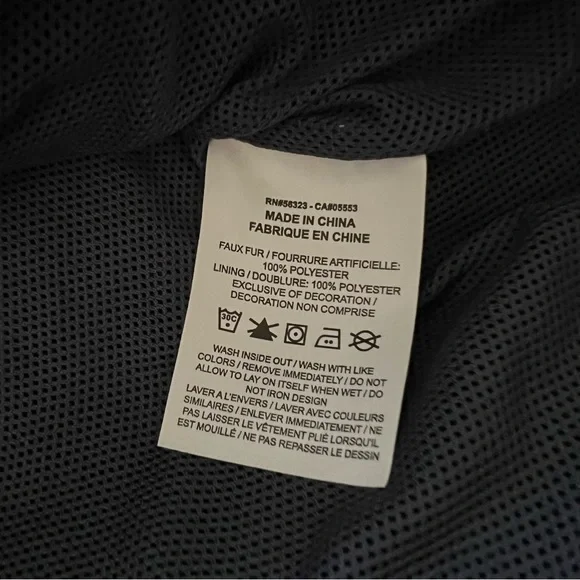 RN#56323 - CA#05553
MADE IN CHINA
FABRIQUE EN CHINE
FAUX FUR / FOURRURE ARTIFICIELLE:
100% POLYESTER
LINING / DOUBLURE: 100% POLYESTER
EXCLUSIVE OF DECORATION /
DECORATION NON COMPRISE
30C
WASH INSIDE OUT / WASH WITH LIKE
COLORS / REMOVE IMMEDIATELY / DO NOT
ALLOW TO LAY ON ITSELF WHEN WET / DO
NOT IRON DESIGN
LAVER A L'ENVERS / LAVER AVEC COULEURS
SIMILAIRES / ENLEVER IMMEDIATEMENT / NE
PAS LAISSER LE VÊTEMENT PLIÉ LORSQU'IL
EST MOUILLÉ / NE PAS REPASSER LE DESSIN